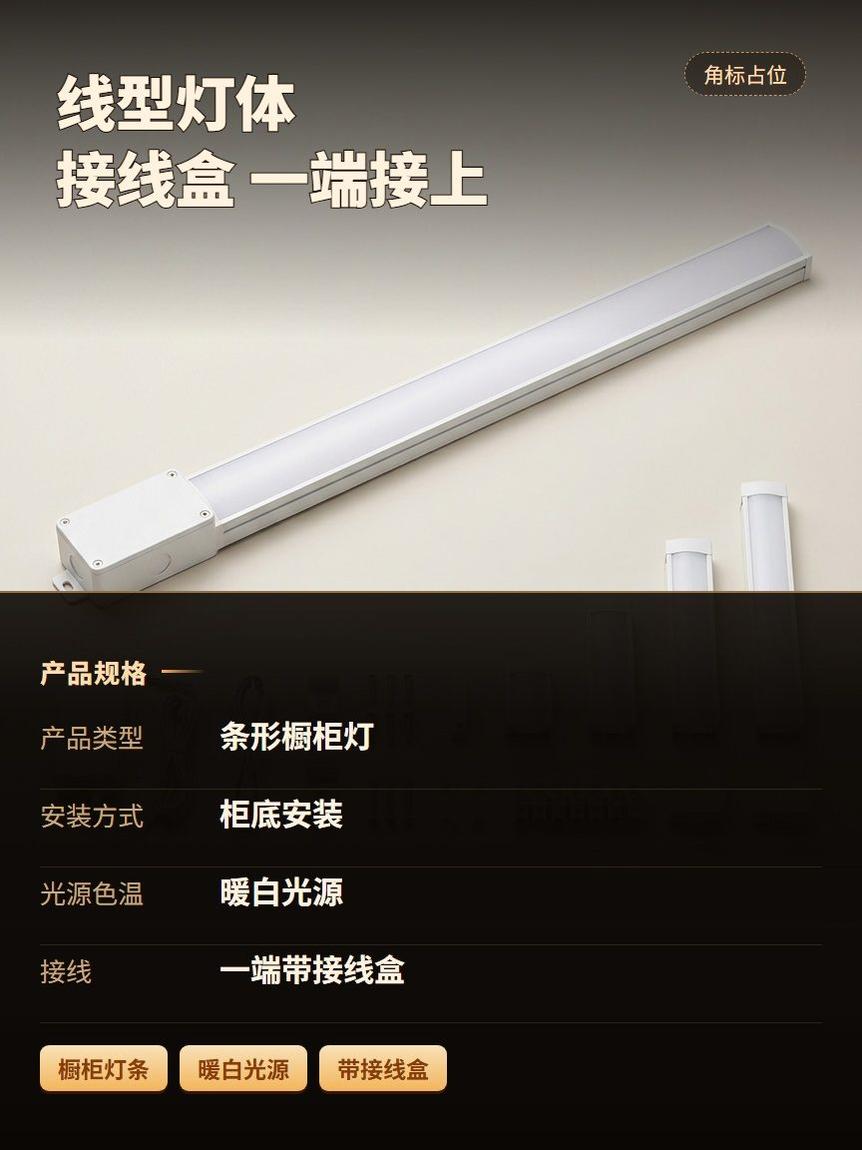 角标占位
线型灯体
接线盒 一端接上
产品规格
产品类型 条形橱柜灯
安装方式 柜底安装
光源色温 暖白光源
接线 一端带接线盒
橱柜灯条 暖白光源 带接线盒